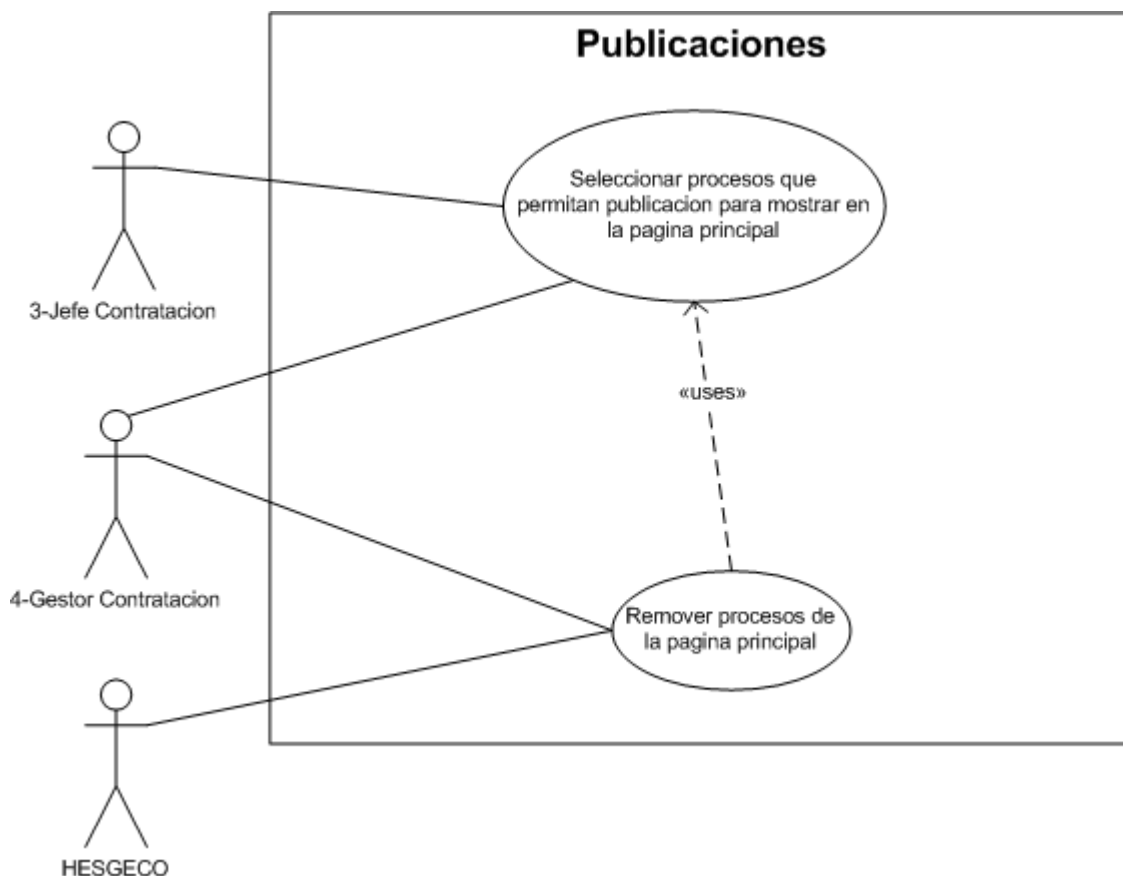 Publicaciones
Seleccionar procesos que
permitan publicacion para mostrar en
la pagina principal
3-Jefe Contratacion
«uses»
4-Gestor Contratacion
Remover procesos de
la pagina principal
HESGECO